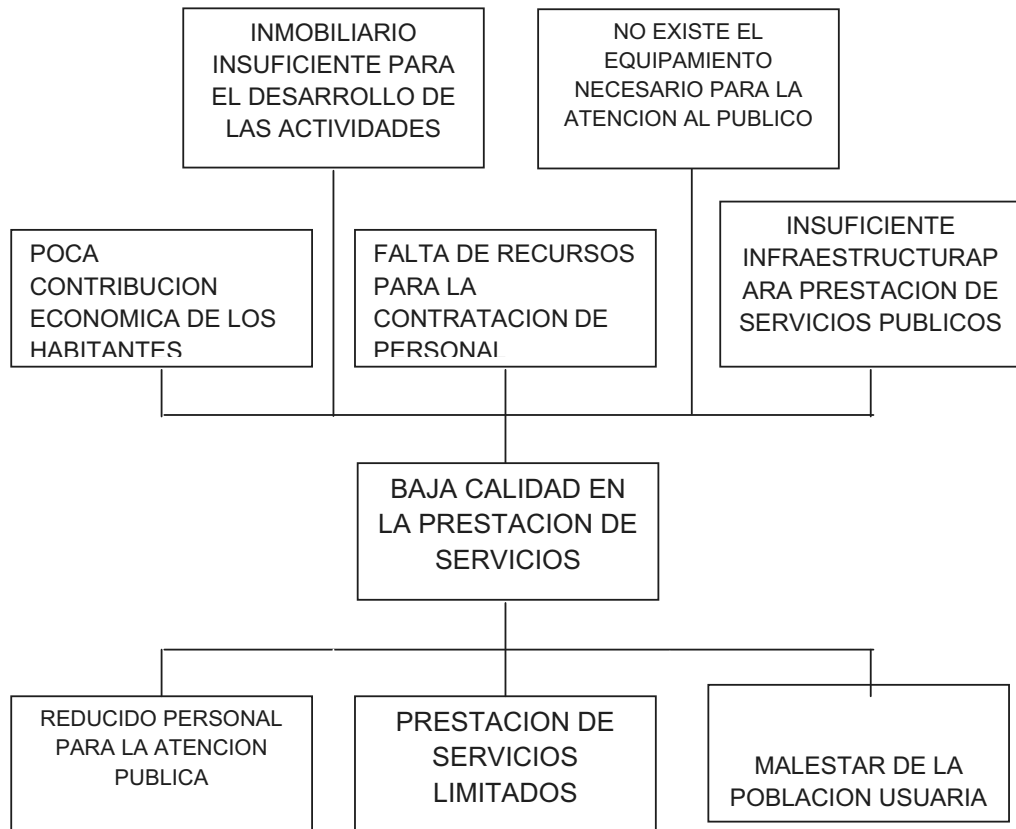 INMOBILIARIO
INSUFICIENTE PARA
EL DESARROLLO DE
LAS ACTIVIDADES
NO EXISTE EL
EQUIPAMIENTO
NECESARIO PARA LA
ATENCION AL PUBLICO
POCA
CONTRIBUCION
ECONOMICA DE LOS
HABITANTES
FALTA DE RECURSOS
PARA LA
CONTRATACION DE
PERSONAL
INSUFICIENTE
INFRAESTRUCTURAP
ARA PRESTACION DE
SERVICIOS PUBLICOS
BAJA CALIDAD EN
LA PRESTACION DE
SERVICIOS
REDUCIDO PERSONAL
PARA LA ATENCION
PUBLICA
PRESTACION DE
SERVICIOS
LIMITADOS
MALESTAR DE LA
POBLACION USUARIA